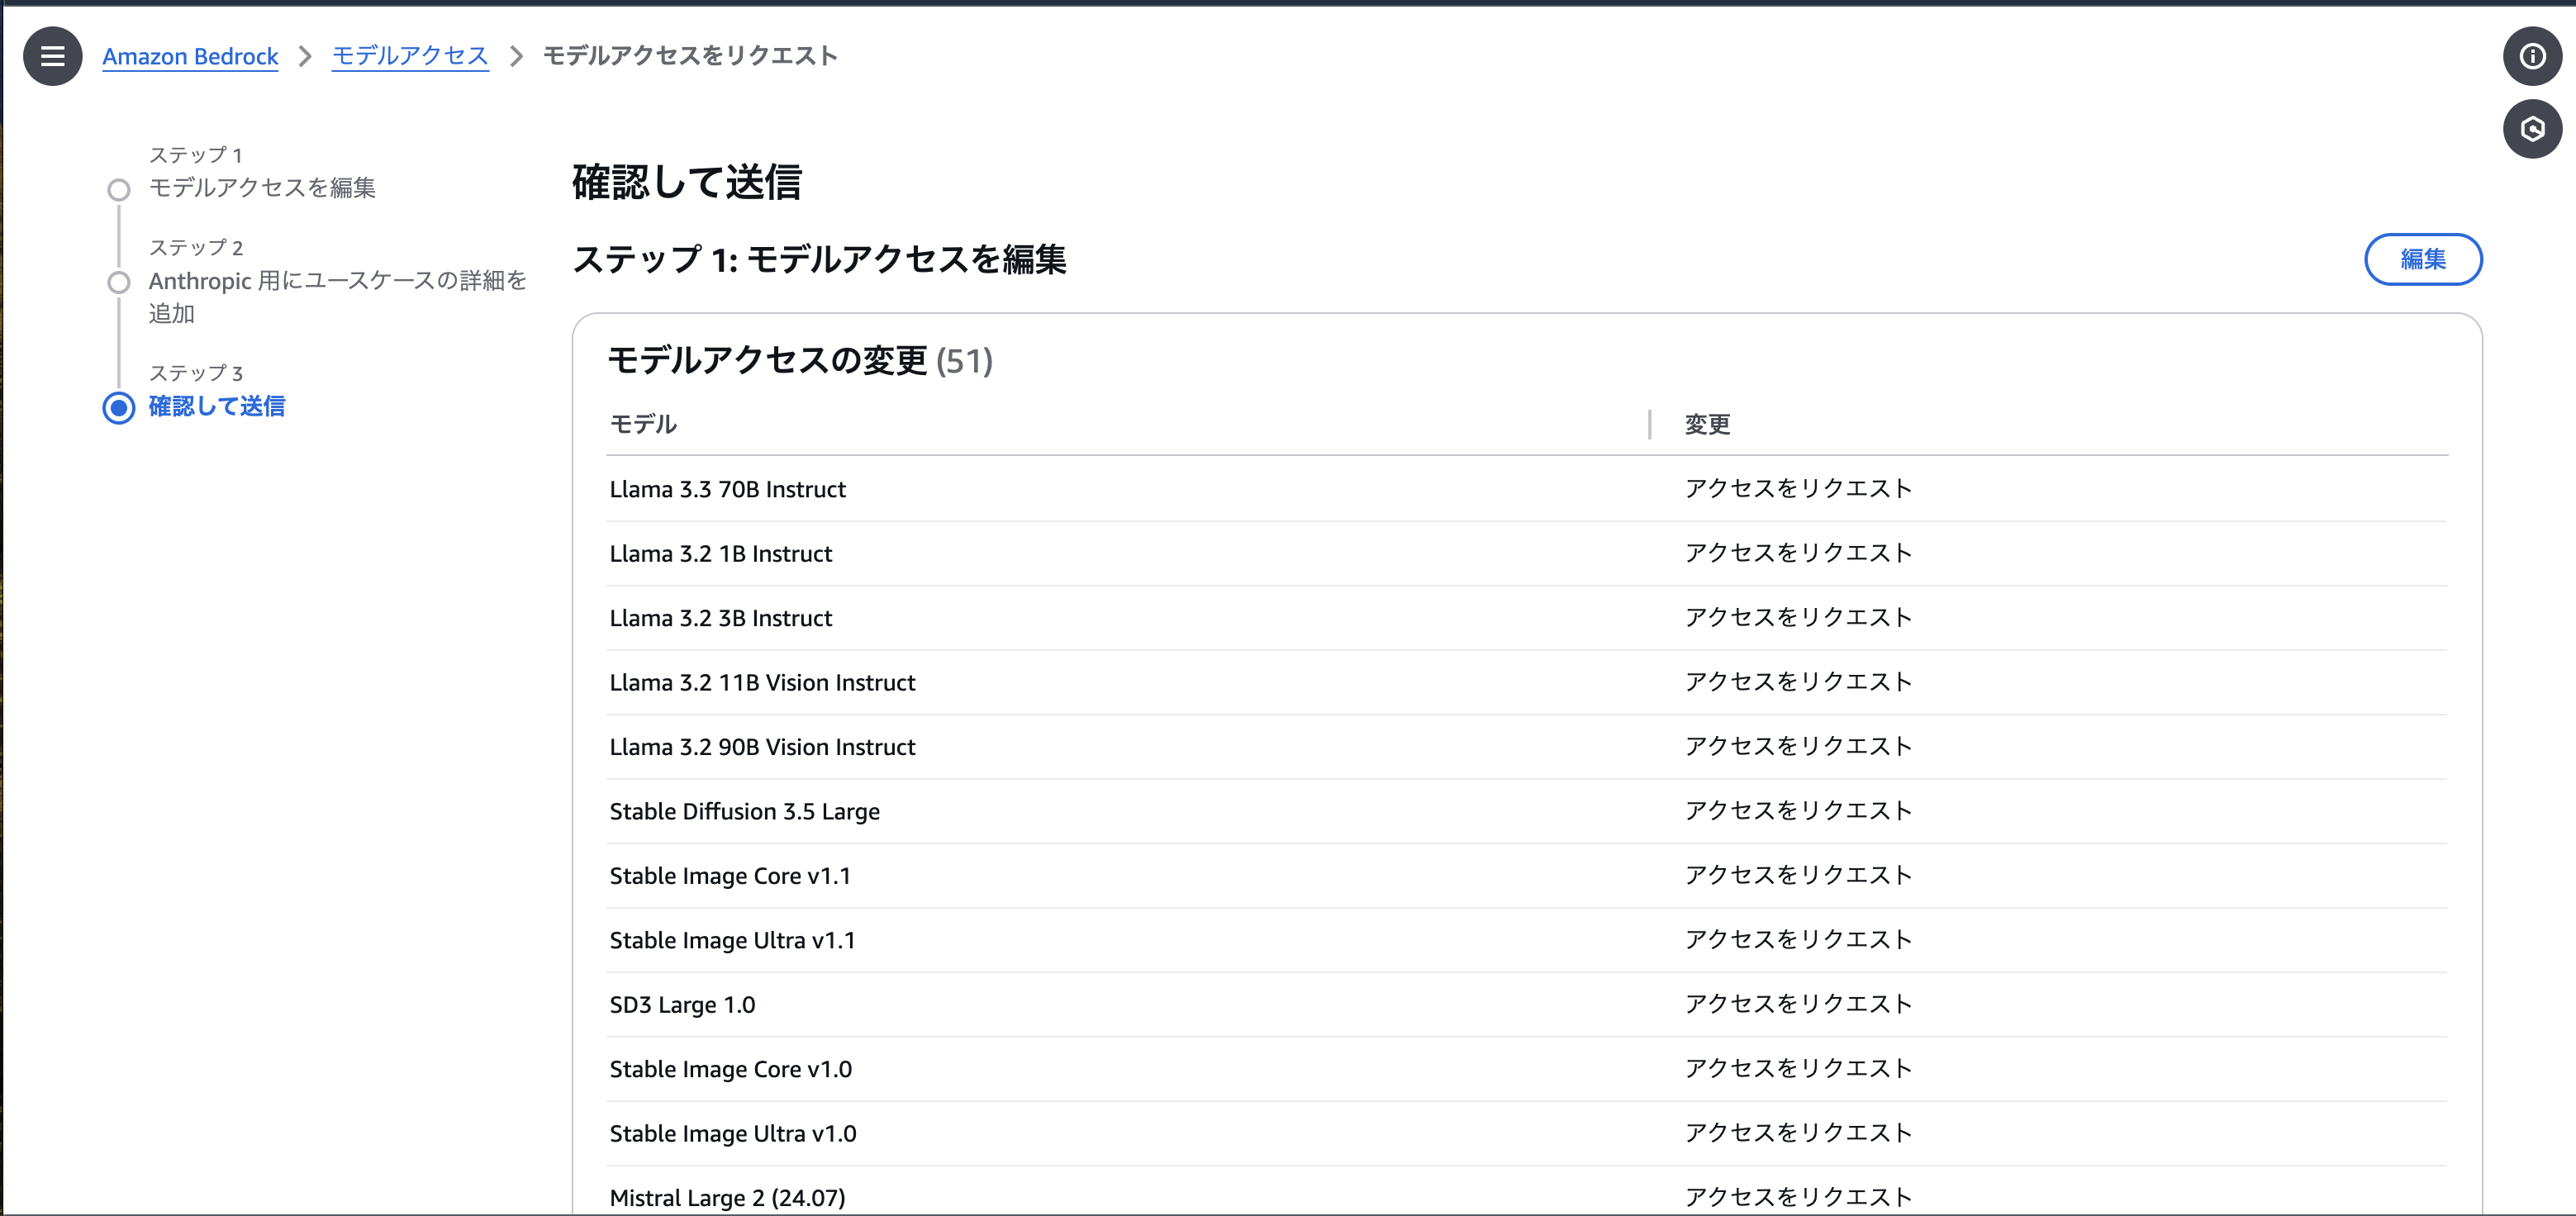 Amazon Bedrock > モデルアクセス > モデルアクセスをリクエスト
ステップ 1
モデルアクセスを編集
ステップ 2
Anthropic 用にユースケースの詳細を
追加
ステップ 3
確認して送信
確認して送信
ステップ 1: モデルアクセスを編集
編集
モデルアクセスの変更 (51)
モデル 変更
Llama 3.3 70B Instruct アクセスをリクエスト
Llama 3.2 1B Instruct アクセスをリクエスト
Llama 3.2 3B Instruct アクセスをリクエスト
Llama 3.2 11B Vision Instruct アクセスをリクエスト
Llama 3.2 90B Vision Instruct アクセスをリクエスト
Stable Diffusion 3.5 Large アクセスをリクエスト
Stable Image Core v1.1 アクセスをリクエスト
Stable Image Ultra v1.1 アクセスをリクエスト
SD3 Large 1.0 アクセスをリクエスト
Stable Image Core v1.0 アクセスをリクエスト
Stable Image Ultra v1.0 アクセスをリクエスト
Mistral Large 2 (24.07) アクセスをリクエスト